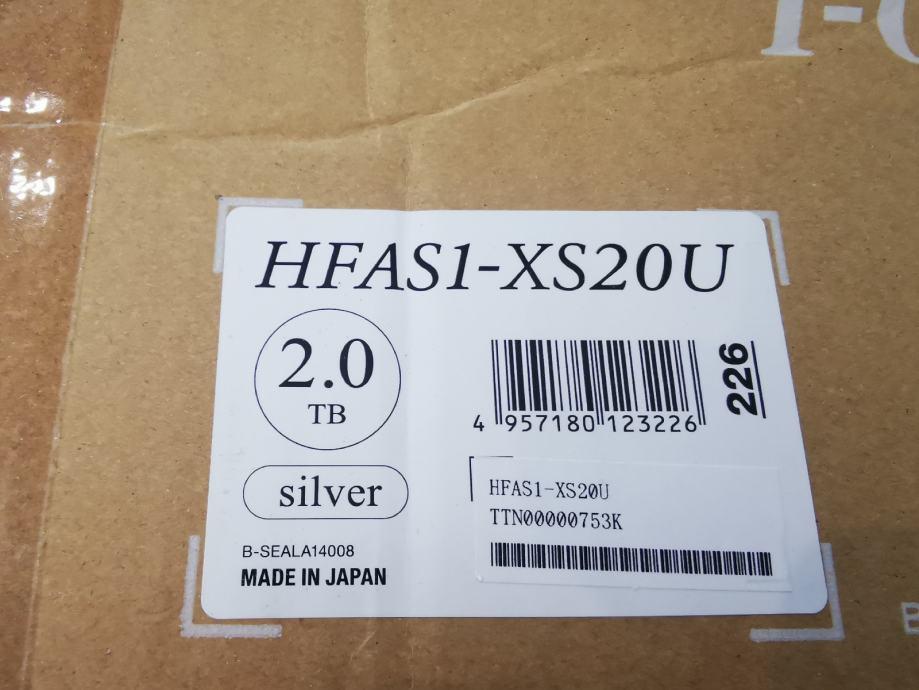 HFAS1-XS20U
2.0
TB
silver
B-SEALA14008
MADE IN JAPAN
4 957180 123226
226
HFAS1-XS20U
TTN00000753K